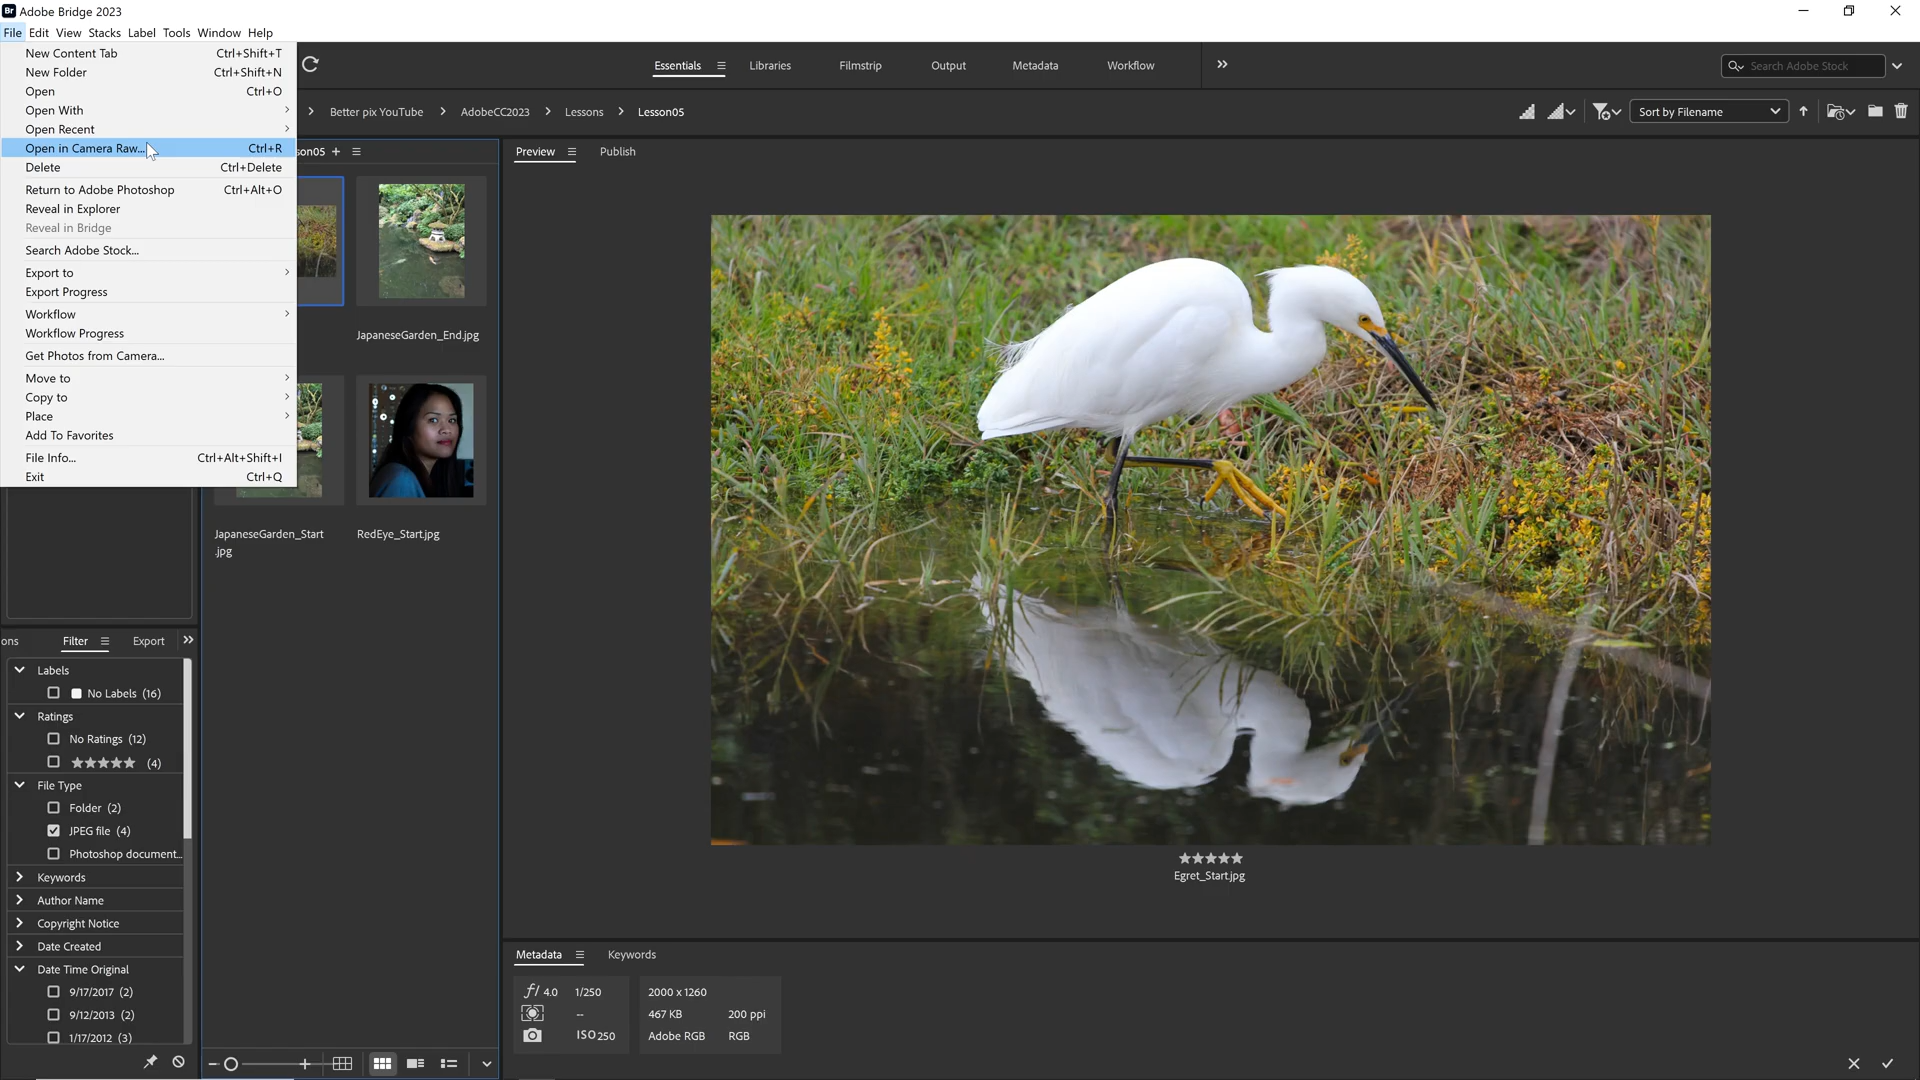 Br Adobe Bridge 2023
File Edit View Stacks Label Tools Window Help
New Content Tab Ctrl+Shift+T
New Folder Ctrl+Shift+N
Open Ctrl+O
Open With
Open Recent
Open in Camera Raw... Ctrl+R
Delete Ctrl+Delete
Return to Adobe Photoshop Ctrl+Alt+O
Reveal in Explorer
Reveal in Bridge
Search Adobe Stock...
Export to
Export Progress
Workflow
Workflow Progress
Get Photos from Camera...
Move to
Copy to
Place
Add To Favorites
File Info... Ctrl+Alt+Shift+I
Exit Ctrl+Q
Essentials Libraries Filmstrip Output Metadata Workflow
Search Adobe Stock
Better pix YouTube AdobeCC2023 Lessons Lesson05
Sort by Filename
son05
Preview Publish
JapaneseGarden_End.jpg
JapaneseGarden_Start
.jpg
RedEye_Start.jpg
Egret_Start.jpg
ons Filter Export
Labels
No Labels (16)
Ratings
No Ratings (12)
★★★★★ (4)
File Type
Folder (2)
JPEG file (4)
Photoshop document...
Keywords
Author Name
Copyright Notice
Date Created
Date Time Original
9/17/2017 (2)
9/12/2013 (2)
1/17/2012 (3)
Metadata Keywords
f/ 4.0 1/250
--
ISO250
2000 x 1260
467 KB 200 ppi
Adobe RGB RGB